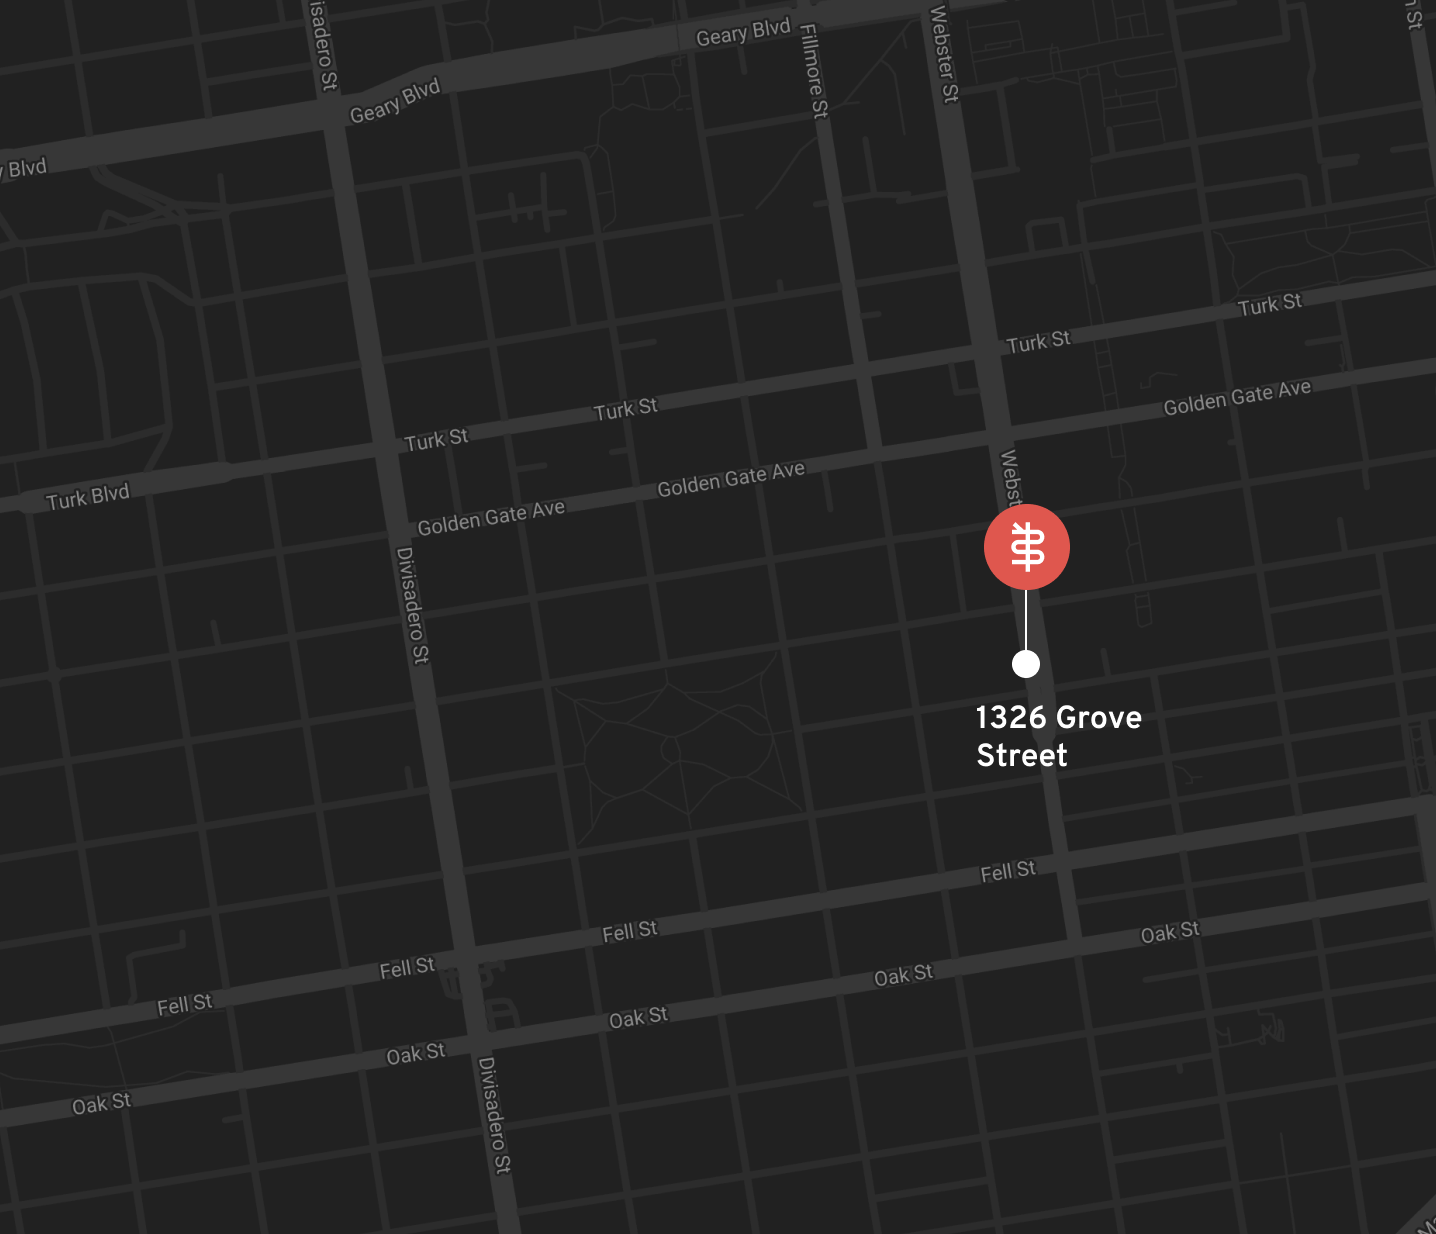 isadero St
Geary Blvd
Geary Blvd
Fillmore St
Webster St
n St
y Blvd
Turk St
Turk St
Golden Gate Ave
Turk St
Turk St
Golden Gate Ave
Golden Gate Ave
Turk Blvd
Webst
Divisadero St
1326 Grove
Street
Fell St
Fell St
Fell St
Fell St
Oak St
Oak St
Oak St
Oak St
Oak St
Divisadero St
Ma